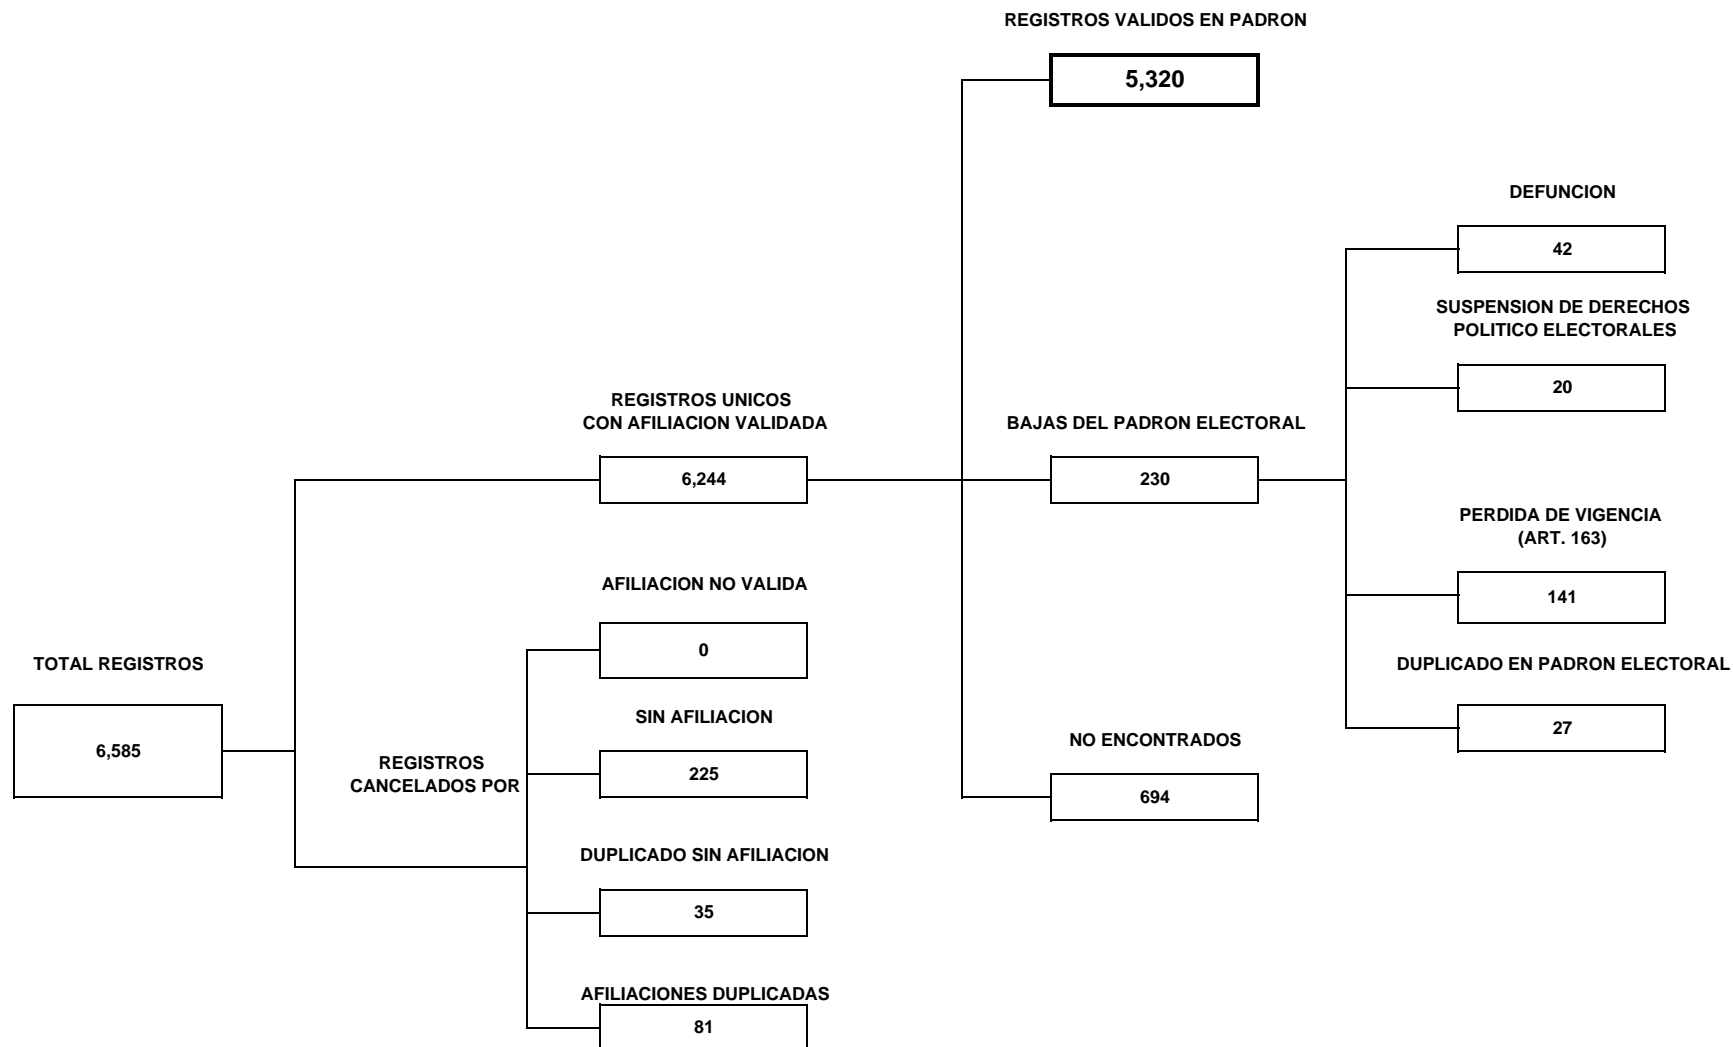 REGISTROS VALIDOS EN PADRON
5,320
DEFUNCION
42
SUSPENSION DE DERECHOS
POLITICO ELECTORALES
20
REGISTROS UNICOS
CON AFILIACION VALIDADA
6,244
BAJAS DEL PADRON ELECTORAL
230
PERDIDA DE VIGENCIA
(ART. 163)
141
AFILIACION NO VALIDA
0
TOTAL REGISTROS
6,585
DUPLICADO EN PADRON ELECTORAL
27
SIN AFILIACION
225
REGISTROS
CANCELADOS POR
NO ENCONTRADOS
694
DUPLICADO SIN AFILIACION
35
AFILIACIONES DUPLICADAS
81